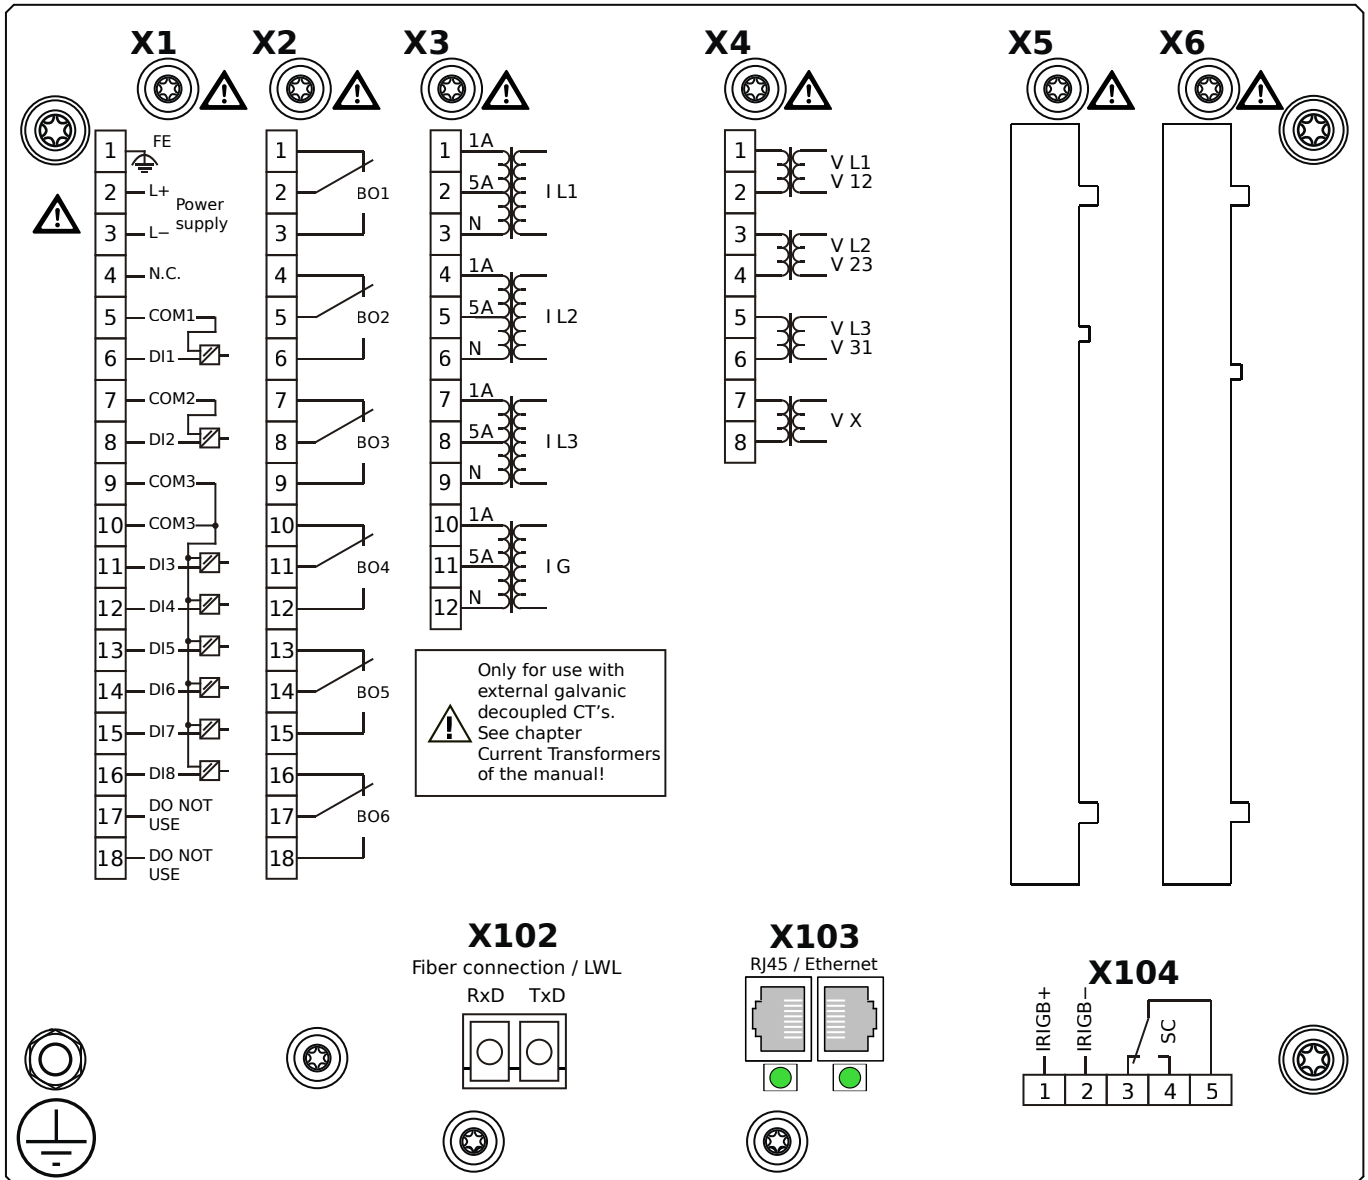 X1
X2
X3
X4
X5
X6
1
FE
2
L+
Power
supply
3
L−
4
N.C.
5
COM1
6
DI1
7
COM2
8
DI2
9
COM3
10
COM3
11
DI3
12
DI4
13
DI5
14
DI6
15
DI7
16
DI8
17
DO NOT
USE
18
DO NOT
USE
1
2
BO1
3
4
5
BO2
6
7
8
BO3
9
10
11
BO4
12
13
14
BO5
15
16
17
BO6
18
1
1A
2
5A
I L1
3
N
4
1A
5
5A
I L2
6
N
7
1A
8
5A
I L3
9
N
10
1A
11
5A
I G
12
N
Only for use with
external galvanic
decoupled CT's.
See chapter
Current Transformers
of the manual!
1
2
V L1
V 12
3
4
V L2
V 23
5
6
V L3
V 31
7
8
V X
X102
Fiber connection / LWL
RxD TxD
X103
RJ45 / Ethernet
X104
IRIGB+
IRIGB−
SC
1 2 3 4 5